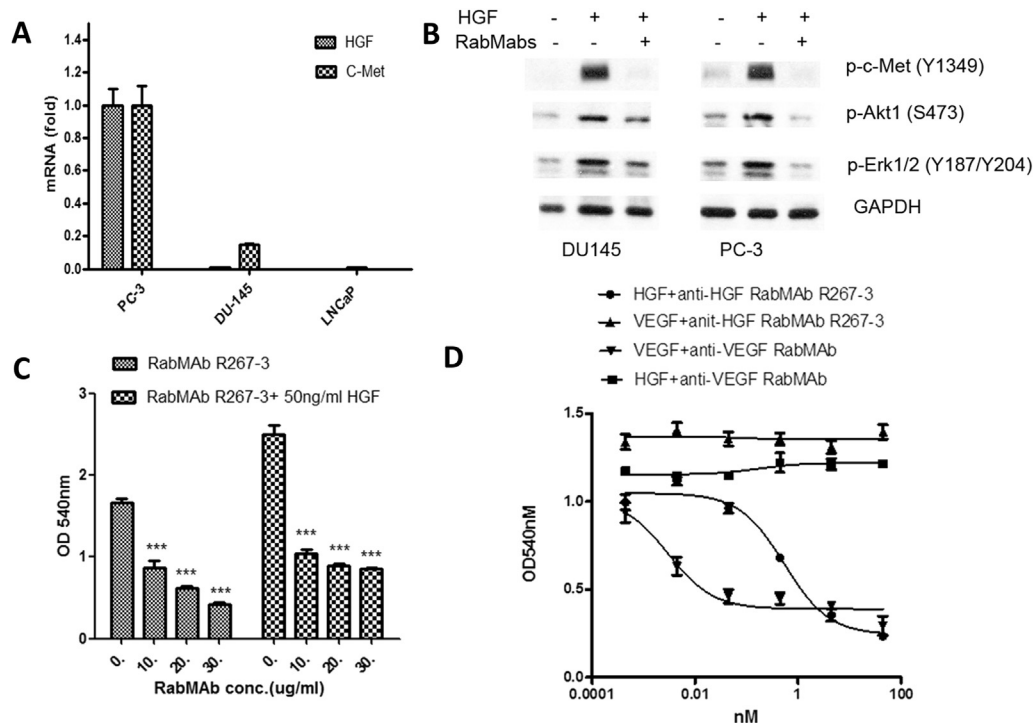 A
mRNA (fold)
1.4
1.2
1.0
0.8
0.6
0.4
0.2
0.0
HGF
C-Met
PC-3
DU-145
LNCaP
B
HGF - + + - + +
RabMabs - - + - - +
p-c-Met (Y1349)
p-Akt1 (S473)
p-Erk1/2 (Y187/Y204)
GAPDH
DU145 PC-3
C
RabMAb R267-3
RabMAb R267-3+ 50ng/ml HGF
OD 540nm
3
2
1
0
*** *** *** *** *** ***
0. 10. 20. 30. 0. 10. 20. 30.
RabMAb conc.(ug/ml)
D
HGF+anti-HGF RabMAb R267-3
VEGF+anit-HGF RabMAb R267-3
VEGF+anti-VEGF RabMAb
HGF+anti-VEGF RabMAb
OD540nM
1.5
1.0
0.5
0.0
0.0001 0.01 1 100
nM